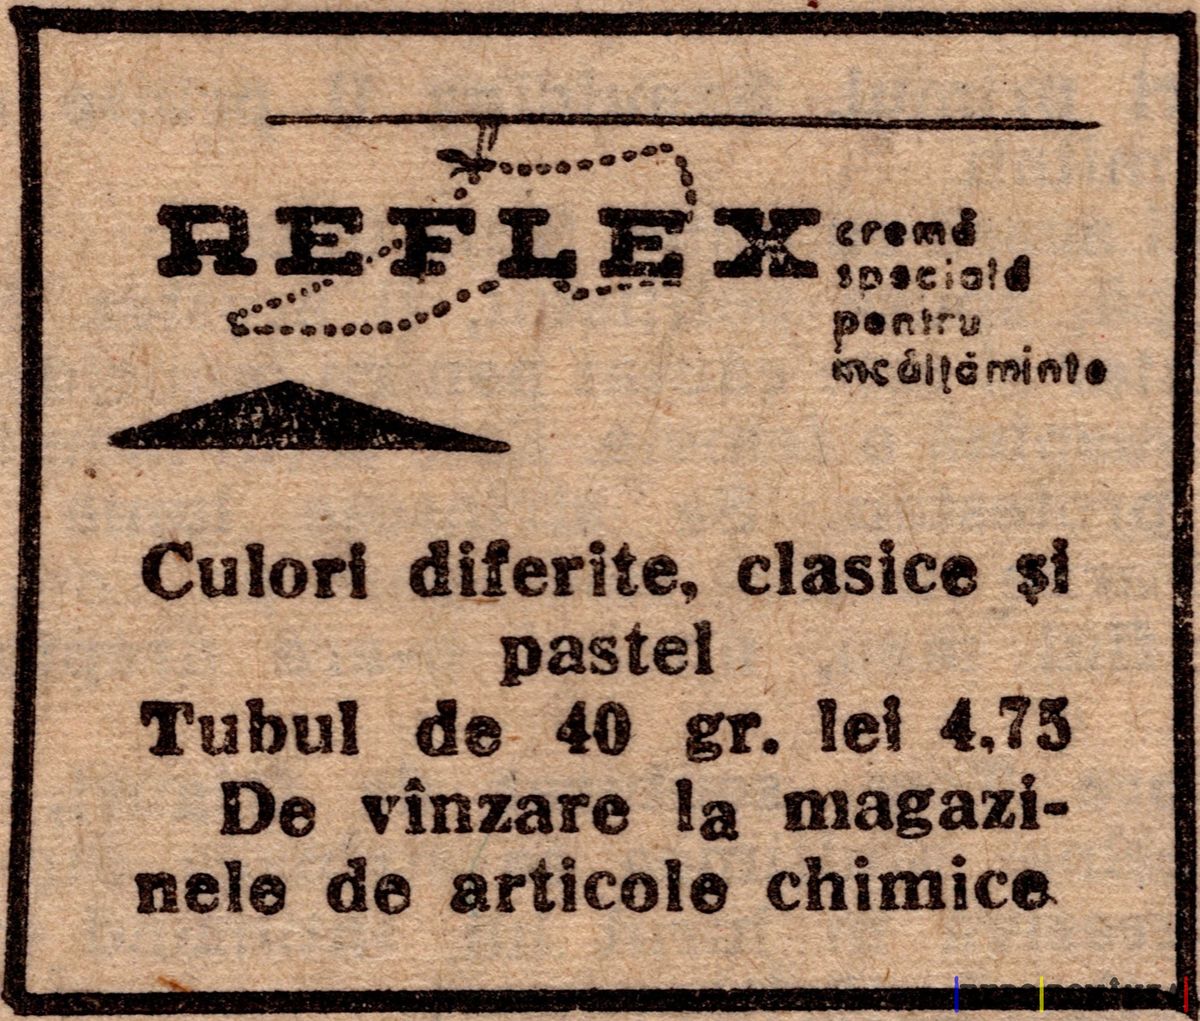 REFLEX
cremă
specială
pentru
încălțăminte
Culori diferite, clasice și
pastel
Tubul de 40 gr. lei 4,75
De vînzare la magazi-
nele de articole chimice